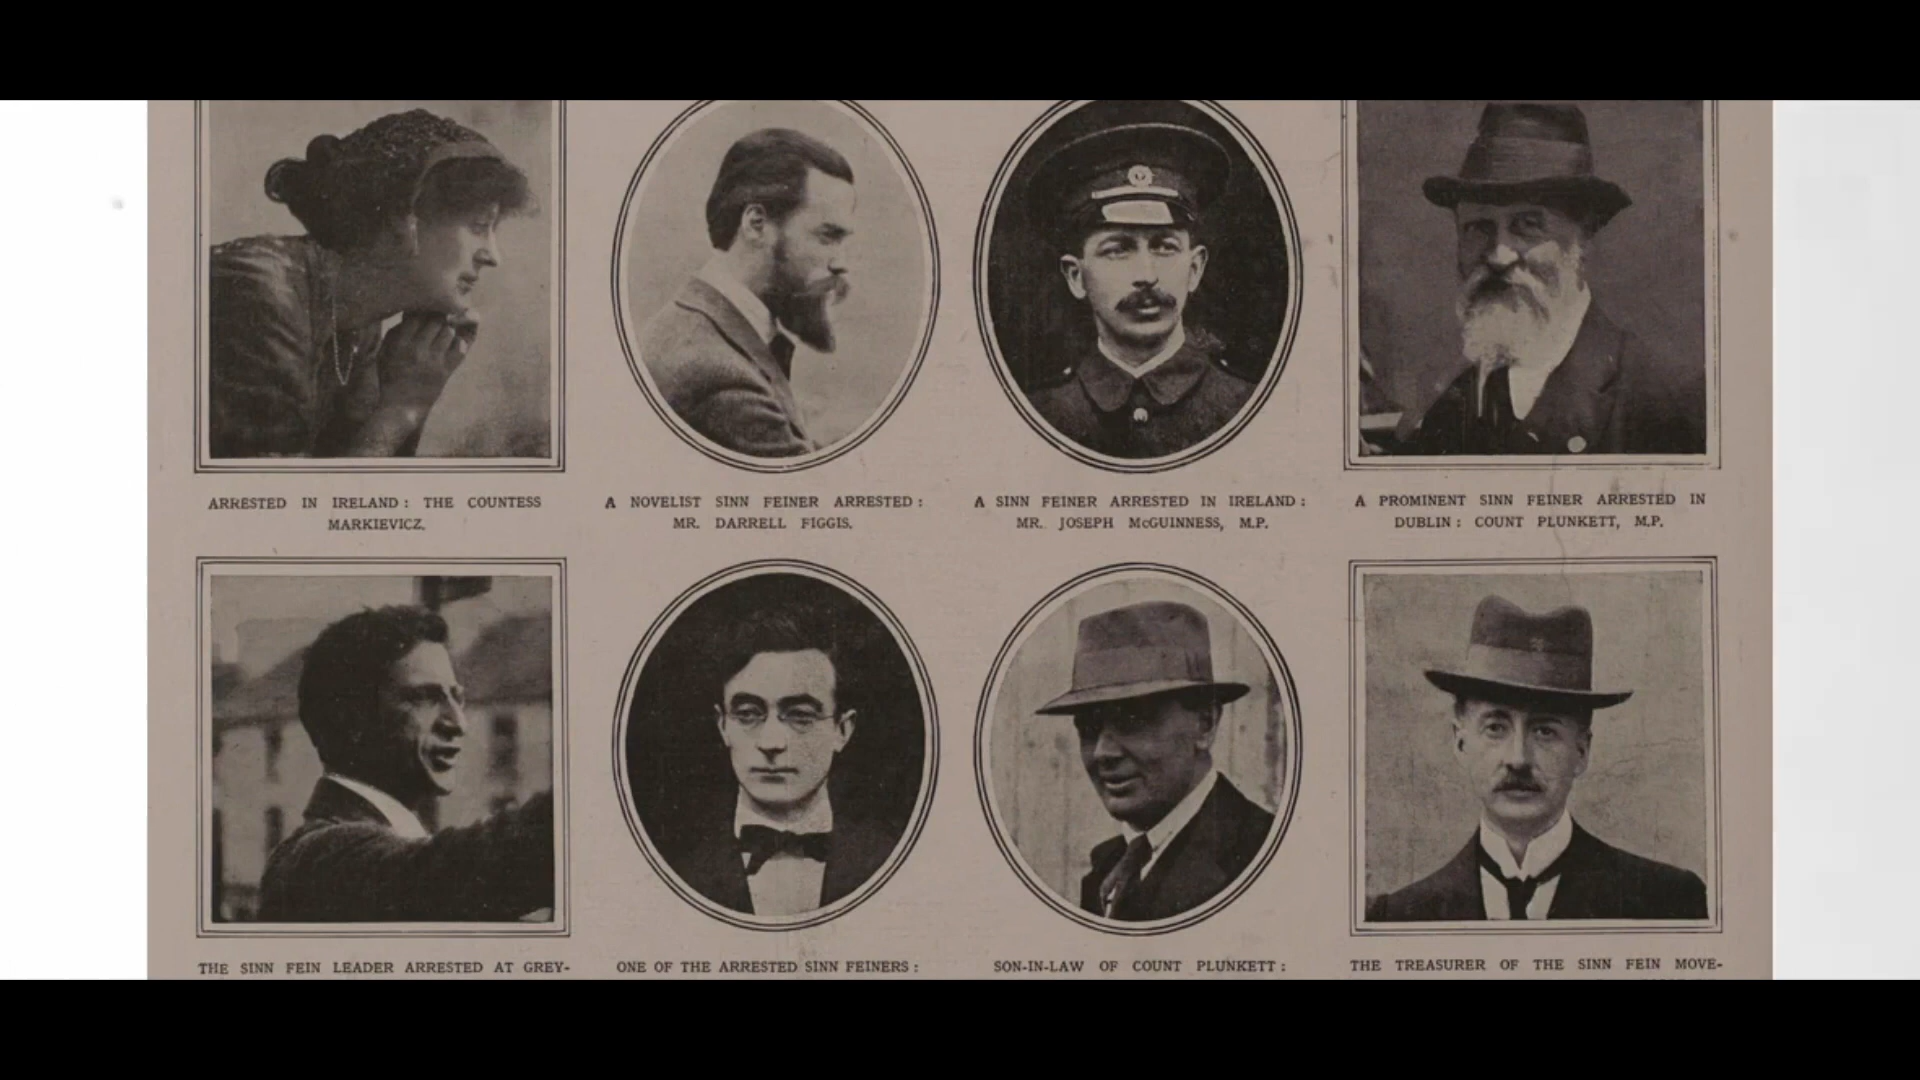 ARRESTED IN IRELAND: THE COUNTESS
MARKIEVICZ.
A NOVELIST SINN FEINER ARRESTED:
MR. DARRELL FIGGIS.
A SINN FEINER ARRESTED IN IRELAND:
MR. JOSEPH McGUINNESS, M.P.
A PROMINENT SINN FEINER ARRESTED IN
DUBLIN: COUNT PLUNKETT, M.P.
THE SINN FEIN LEADER ARRESTED AT GREY-
ONE OF THE ARRESTED SINN FEINERS:
SON-IN-LAW OF COUNT PLUNKETT:
THE TREASURER OF THE SINN FEIN MOVE-